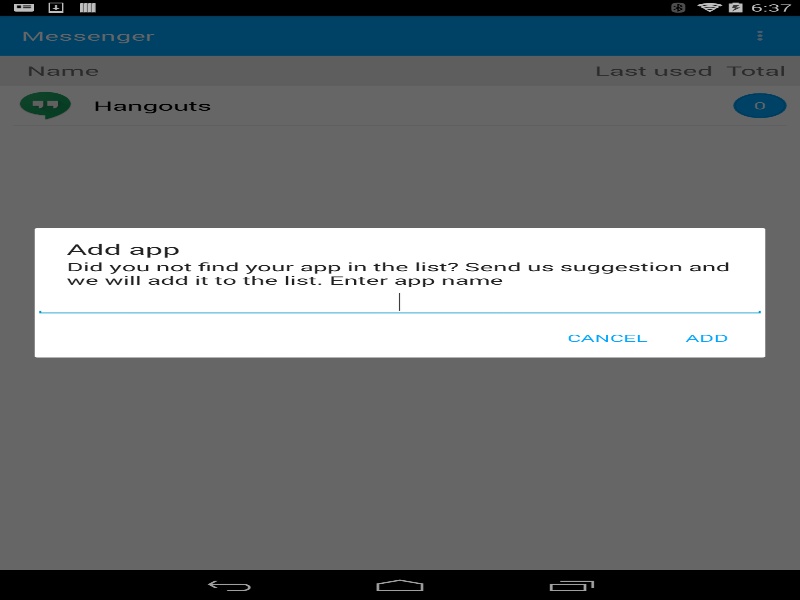 6:37
Messenger
Name Last used Total
Hangouts 0
Add app
Did you not find your app in the list? Send us suggestion and
we will add it to the list. Enter app name
CANCEL ADD